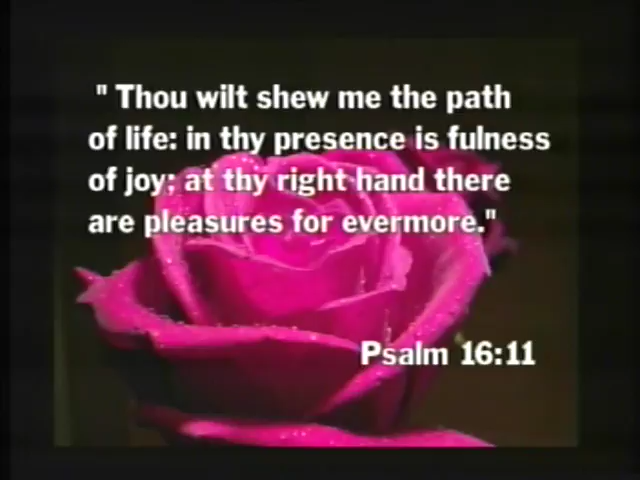 " Thou wilt shew me the path
of life: in thy presence is fulness
of joy; at thy right hand there
are pleasures for evermore."
Psalm 16:11